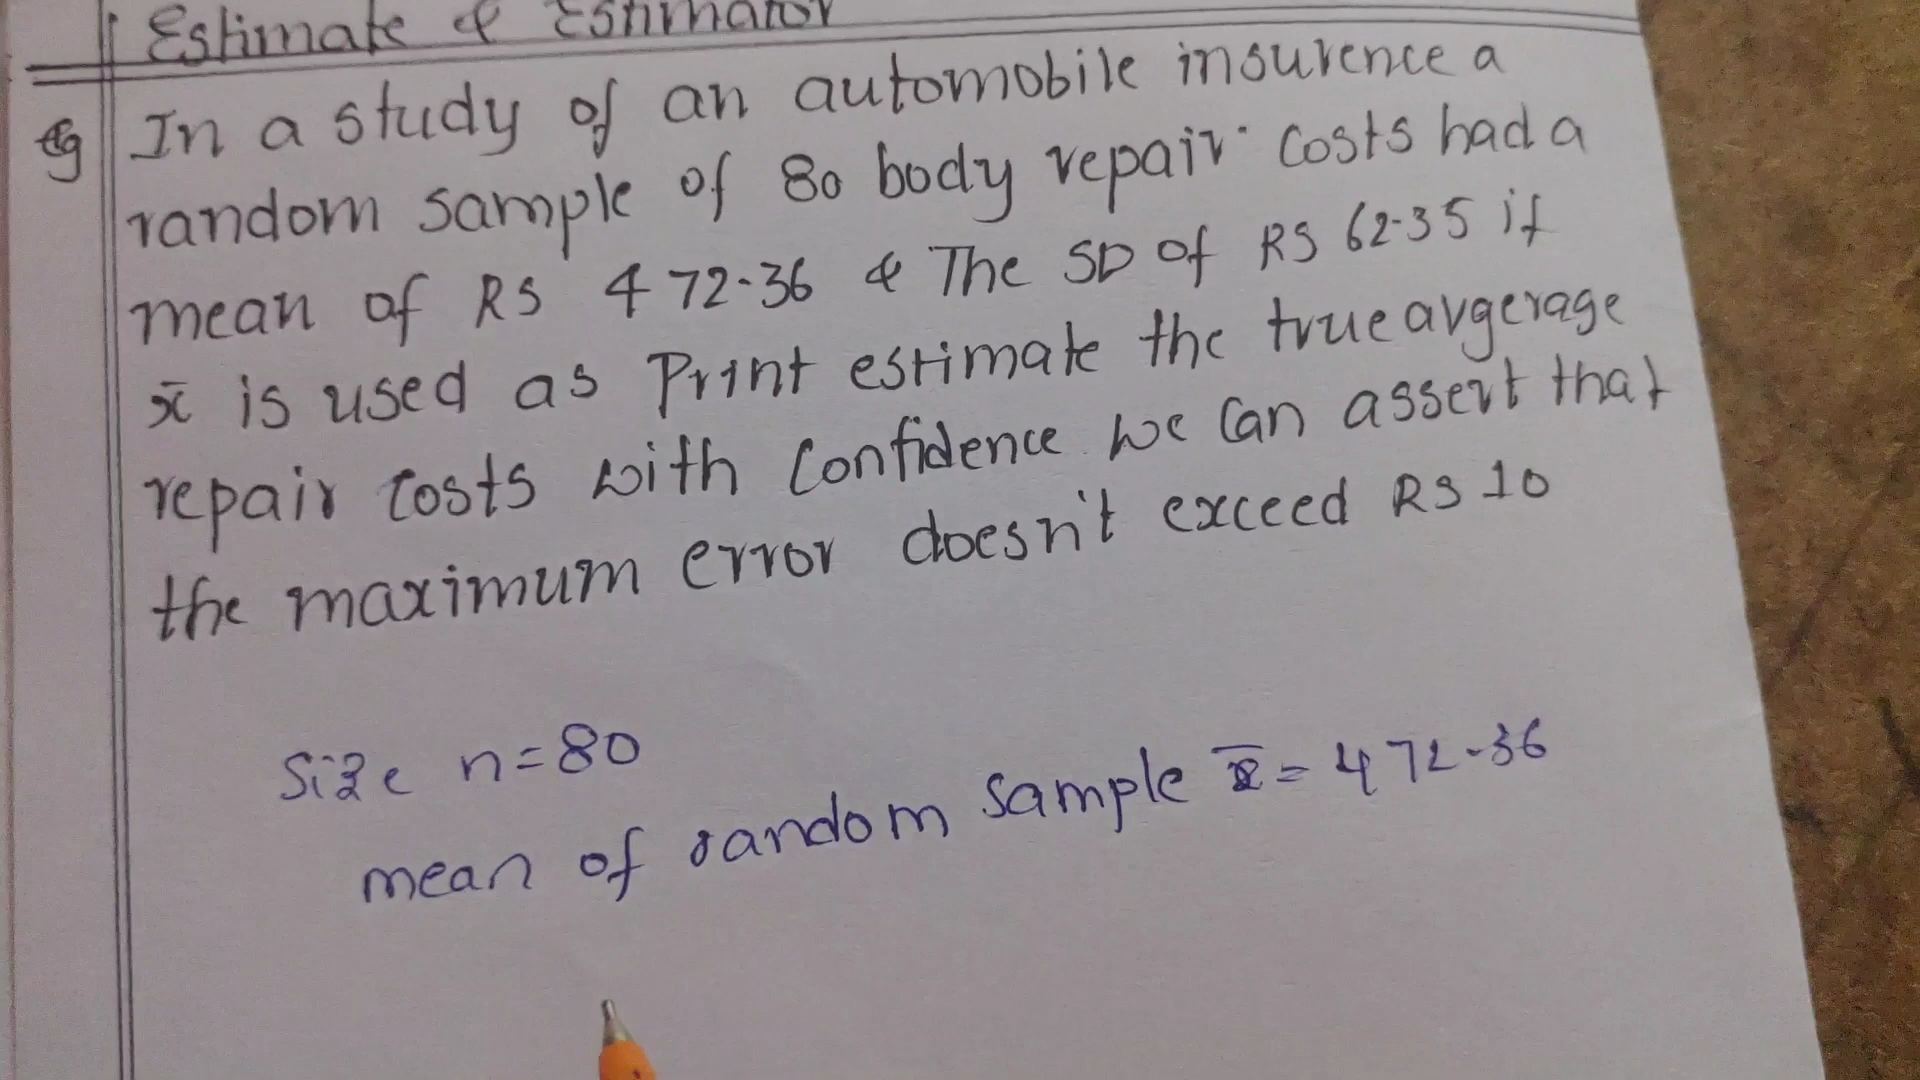 Estimate & Estimator
Eg In a study of an automobile insurence a
random sample of 80 body repair costs had a
mean of RS 472.36 & The SD of RS 62.35 if
x̄ is used as Print estimate the true avgerage
repair costs with confidence we can assert that
the maximum error doesn't exceed RS 10
Size n=80
mean of random sample x̄ = 472.36